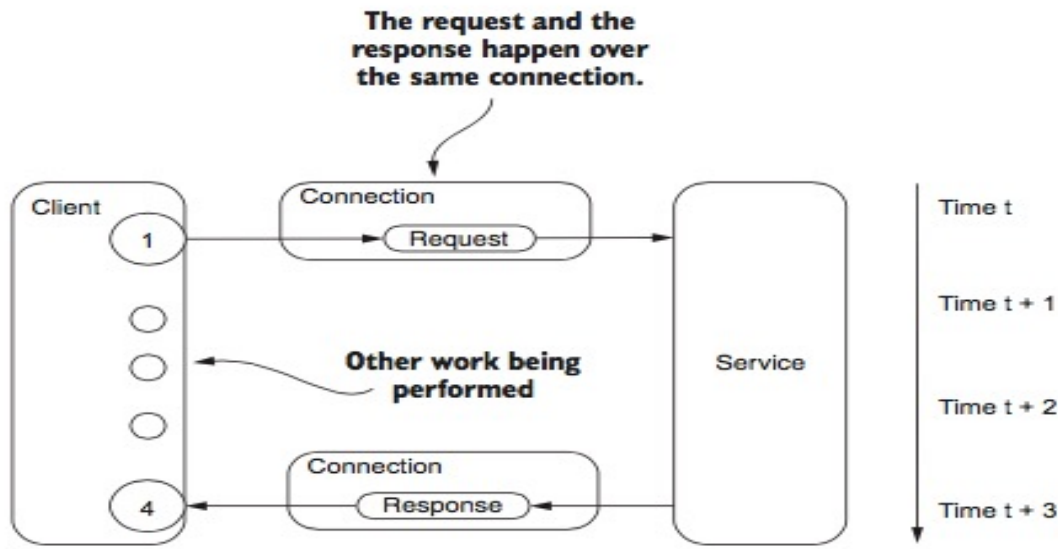 The request and the
response happen over
the same connection.
Client
Connection
1
Request
Time t
Time t + 1
Other work being
performed
Service
Time t + 2
Connection
4
Response
Time t + 3